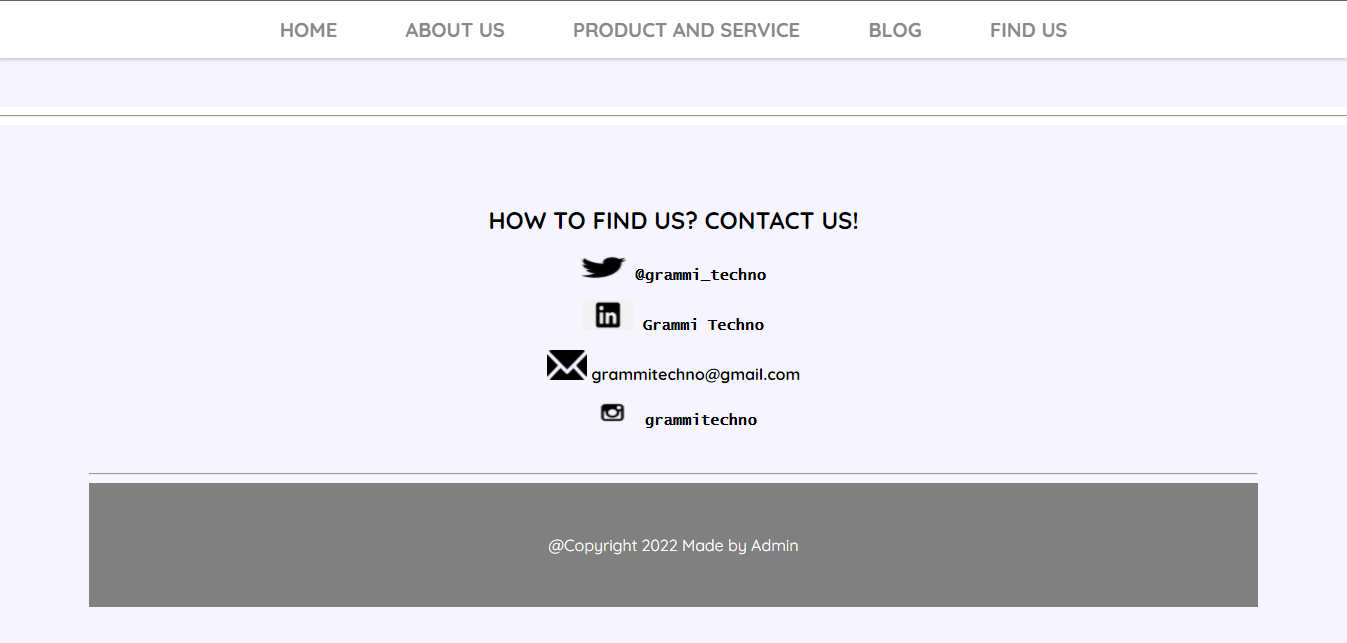 HOME ABOUT US PRODUCT AND SERVICE BLOG FIND US
HOW TO FIND US? CONTACT US!
@grammi_techno
in Grammi Techno
grammitechno@gmail.com
grammitechno
@Copyright 2022 Made by Admin